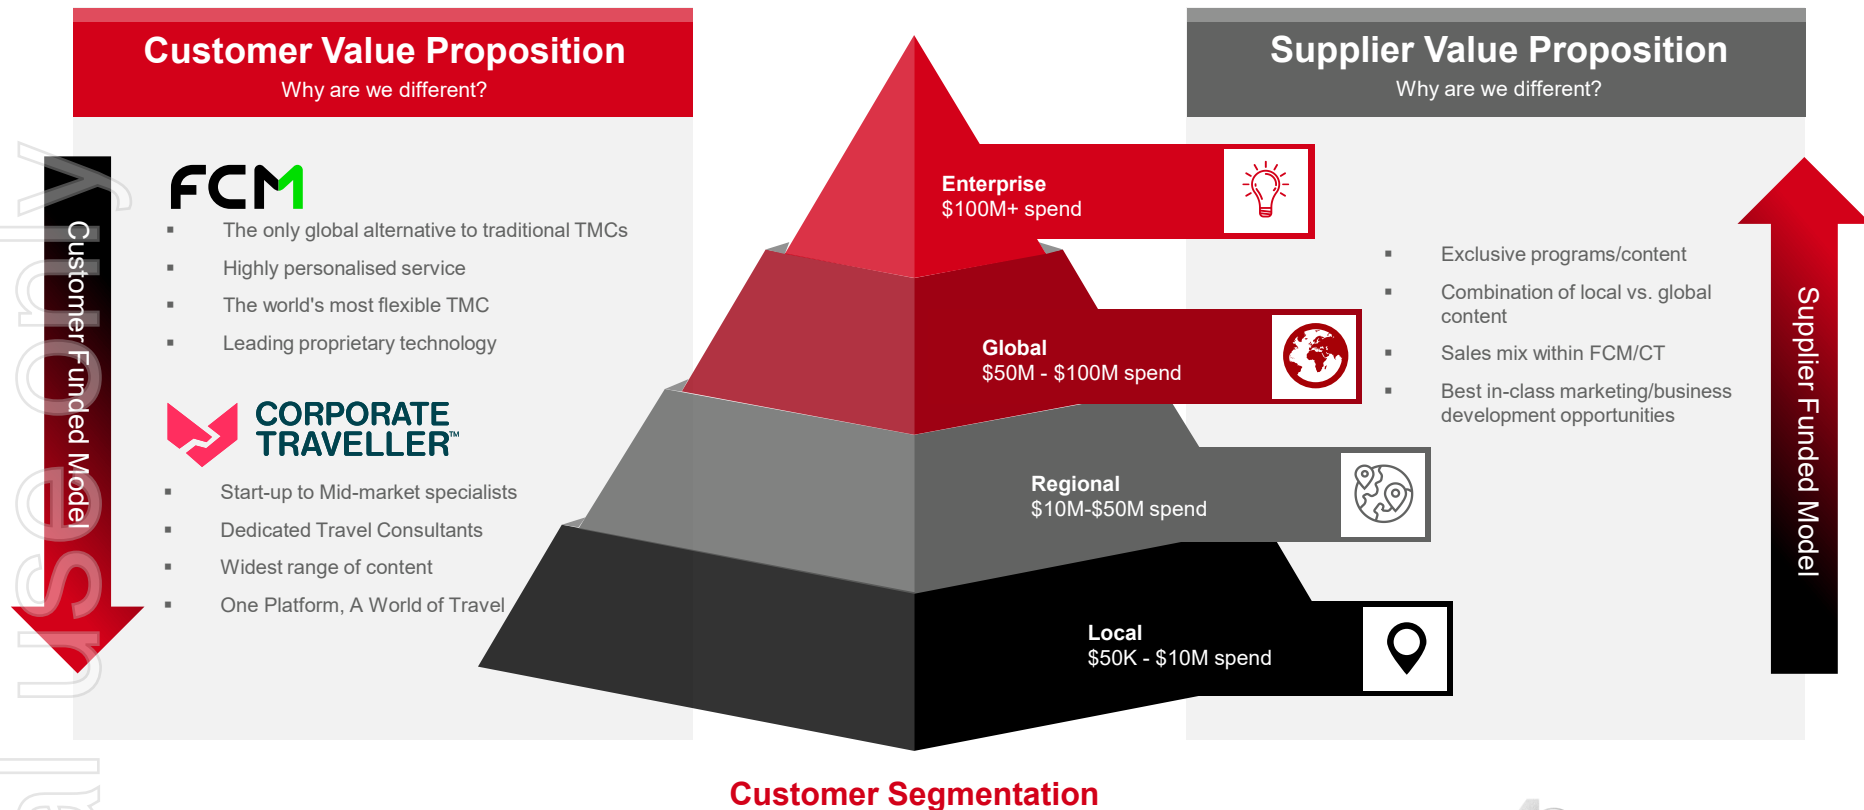 Customer Value Proposition
Why are we different?
FCM
The only global alternative to traditional TMCs
Highly personalised service
The world's most flexible TMC
Leading proprietary technology
CORPORATE
TRAVELLER™
Start-up to Mid-market specialists
Dedicated Travel Consultants
Widest range of content
One Platform, A World of Travel
Customer Funded Model
Enterprise
$100M+ spend
Global
$50M - $100M spend
Regional
$10M-$50M spend
Local
$50K - $10M spend
Customer Segmentation
Supplier Value Proposition
Why are we different?
Exclusive programs/content
Combination of local vs. global
content
Sales mix within FCM/CT
Best in-class marketing/business
development opportunities
Supplier Funded Model
al use only